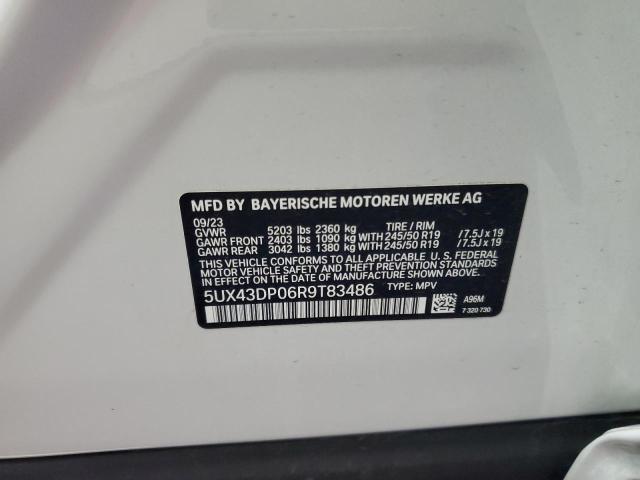 MFD BY BAYERISCHE MOTOREN WERKE AG
09/23
GVWR 5203 lbs 2360 kg TIRE / RIM
GAWR FRONT 2403 lbs 1090 kg WITH 245/50 R19 /7.5J x 19
GAWR REAR 3042 lbs 1380 kg WITH 245/50 R19 /7.5J x 19
THIS VEHICLE CONFORMS TO ALL APPLICABLE U. S. FEDERAL
MOTOR VEHICLE SAFETY AND THEFT PREVENTION STANDARDS
IN EFFECT ON THE DATE OF MANUFACTURE SHOWN ABOVE.
5UX43DP06R9T83486 TYPE: MPV
A96M
7 320 730